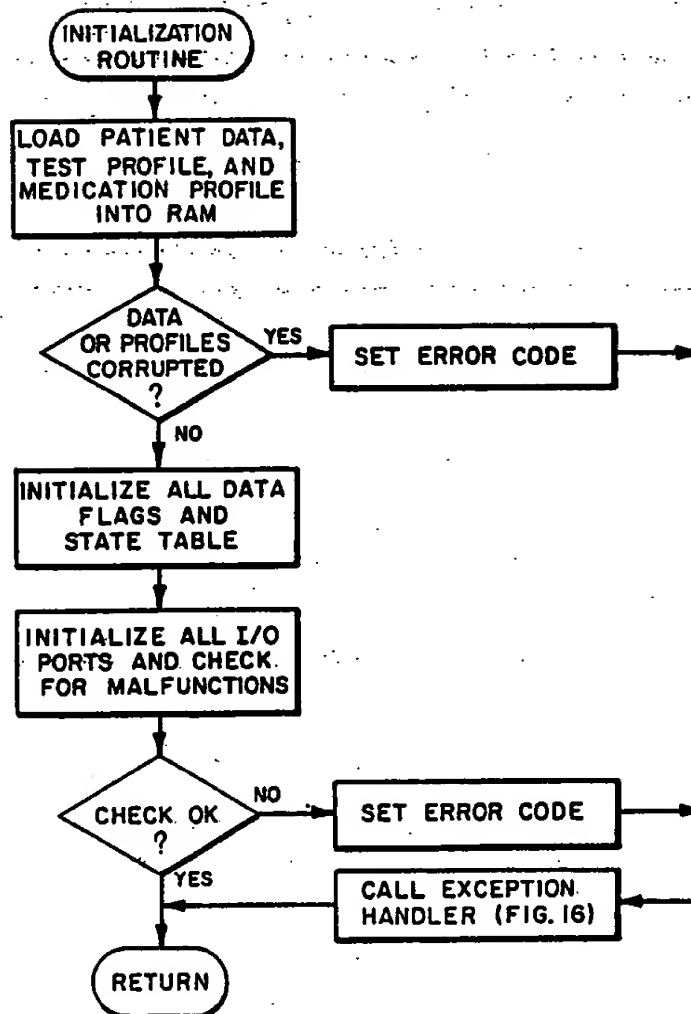 INITIALIZATION
ROUTINE
LOAD PATIENT DATA,
TEST PROFILE, AND
MEDICATION PROFILE
INTO RAM
DATA
OR PROFILES
CORRUPTED
?
YES
SET ERROR CODE
NO
INITIALIZE ALL DATA
FLAGS AND
STATE TABLE
INITIALIZE ALL I/O
PORTS AND CHECK
FOR MALFUNCTIONS
CHECK OK
?
NO
SET ERROR CODE
YES
CALL EXCEPTION
HANDLER (FIG. 16)
RETURN